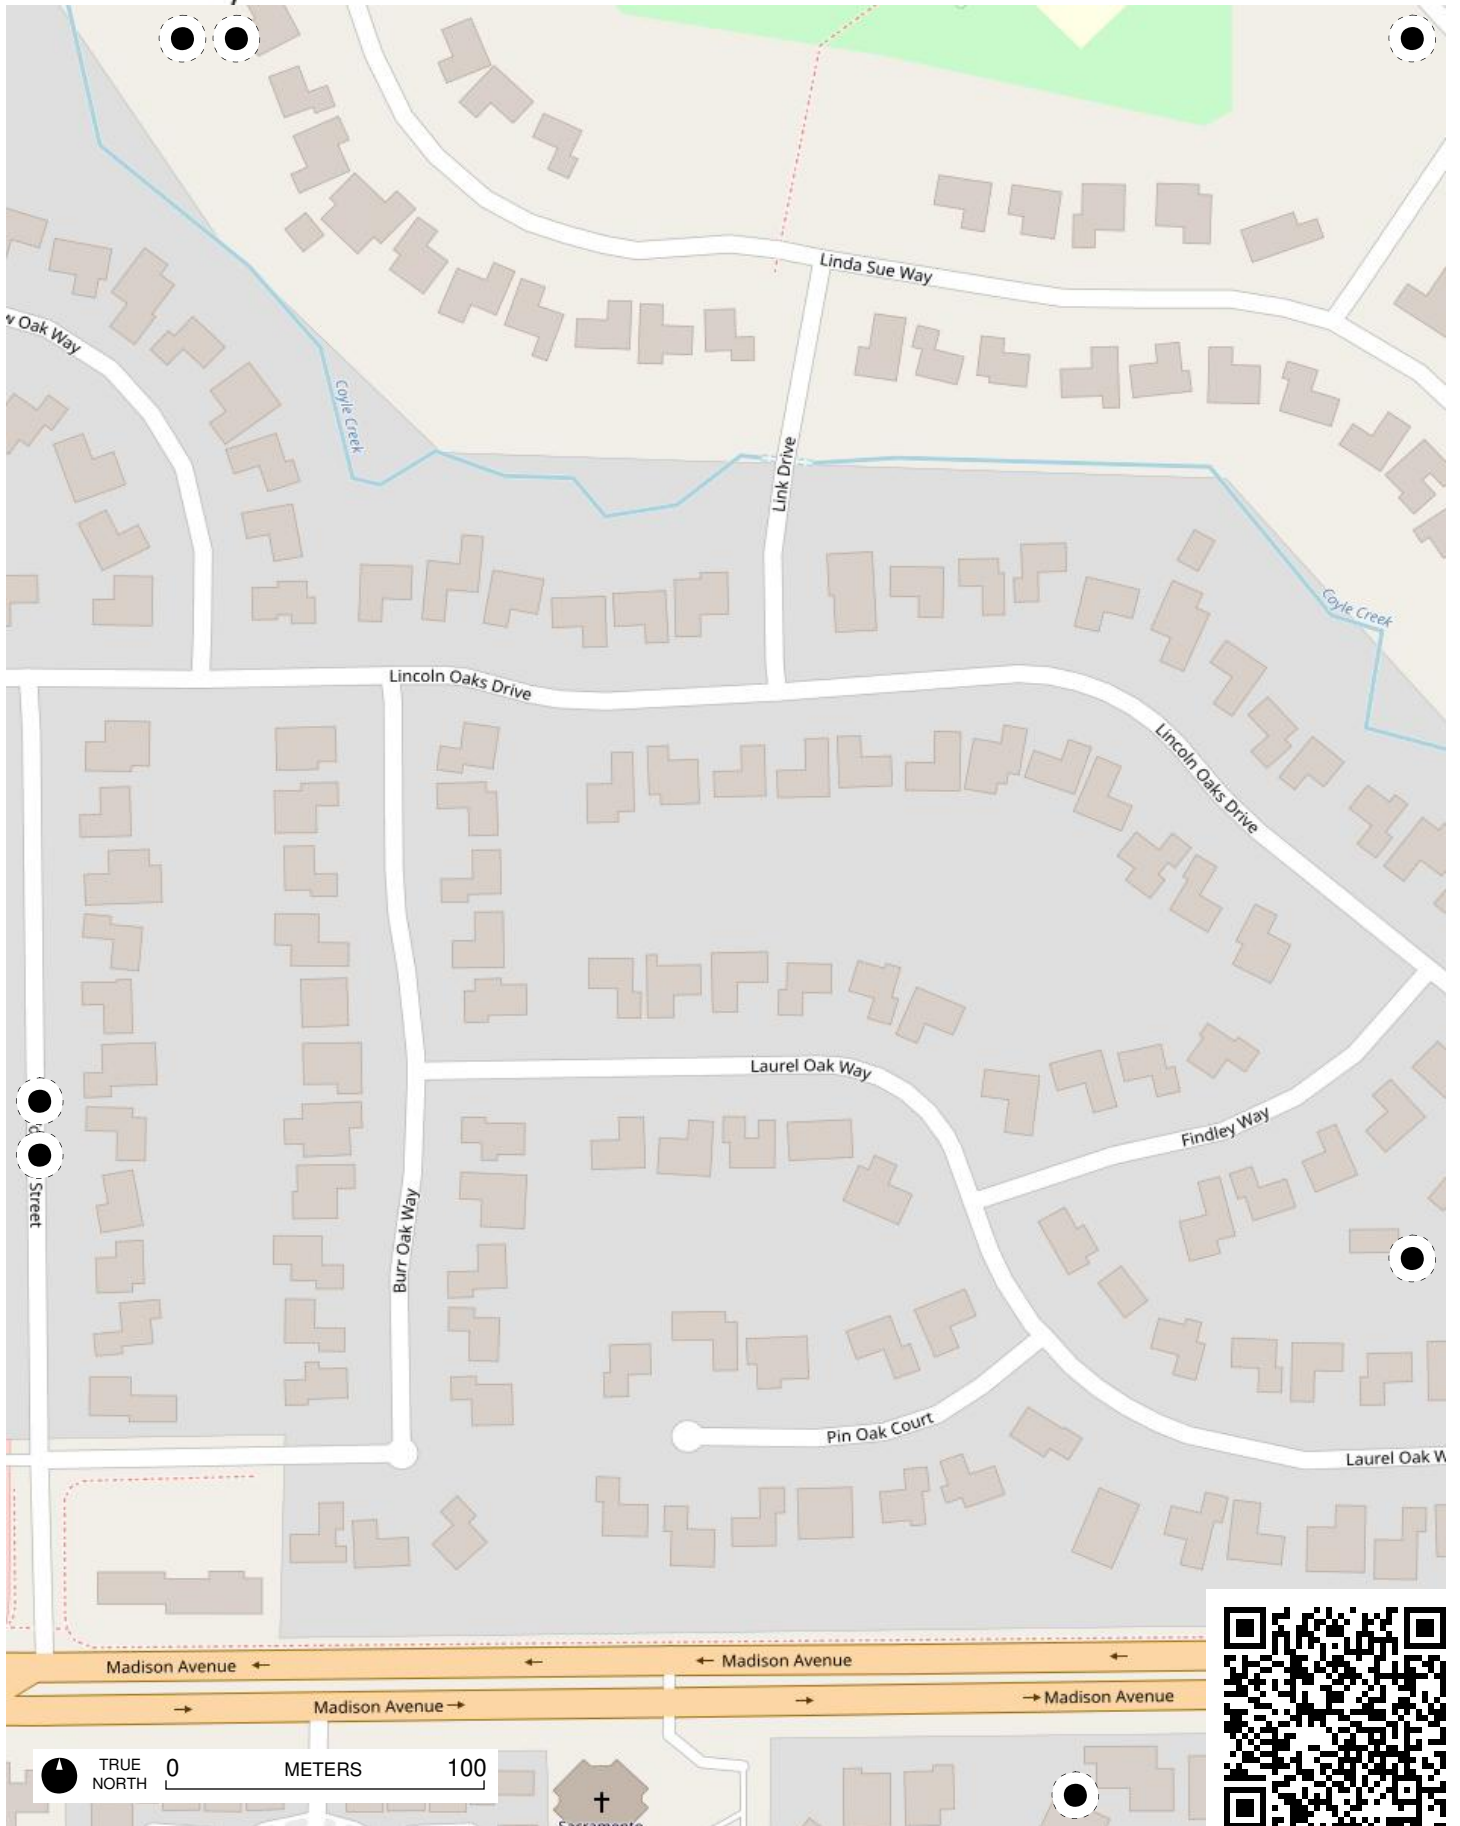 Linda Sue Way
Oak Way
Coyle Creek
Link Drive
Coyle Creek
Lincoln Oaks Drive
Lincoln Oaks Drive
Laurel Oak Way
Findley Way
Street
Burr Oak Way
Pin Oak Court
Laurel Oak W
Madison Avenue
Madison Avenue
Madison Avenue
Madison Avenue
TRUE NORTH
0 METERS 100
Sacramento